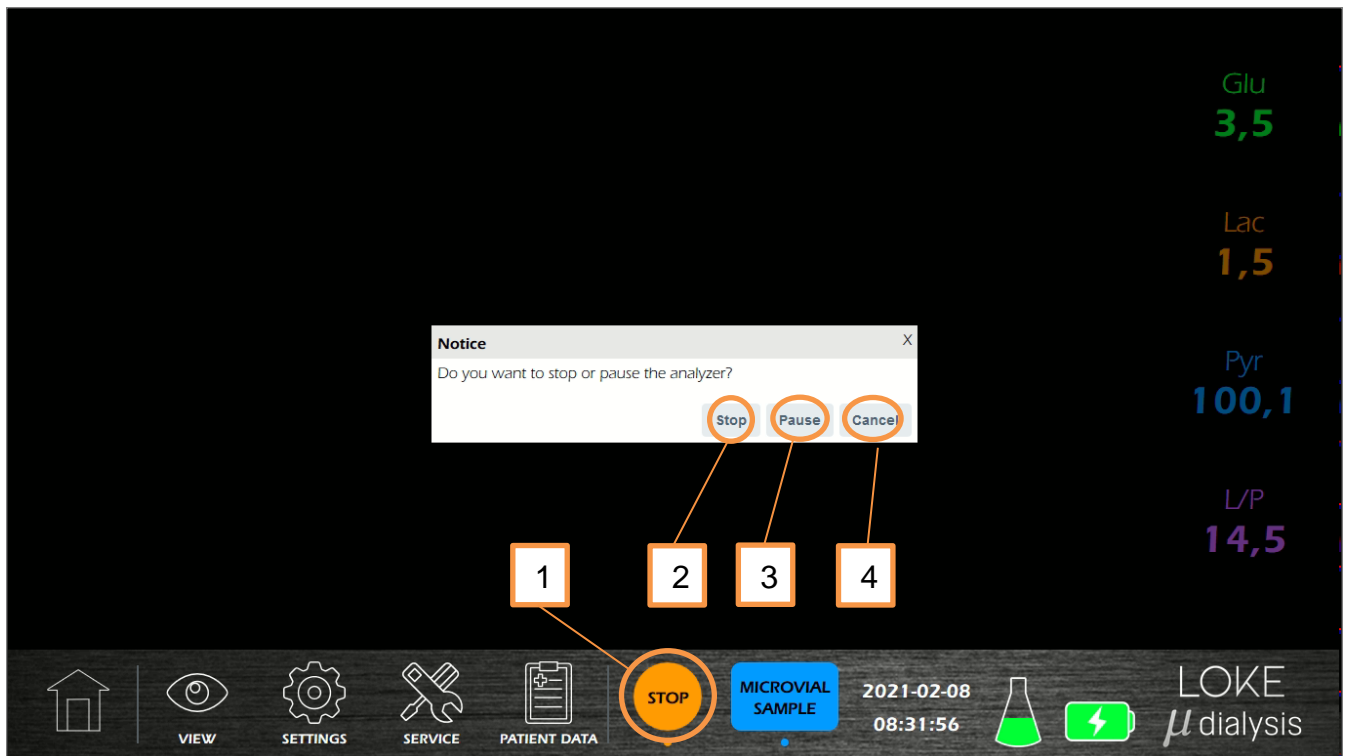 Glu
3,5
Lac
1,5
Pyr
100,1
L/P
14,5
Notice X
Do you want to stop or pause the analyzer?
Stop Pause Cancel
1 2 3 4
VIEW
SETTINGS
SERVICE
PATIENT DATA
STOP
MICROVIAL
SAMPLE
2021-02-08
08:31:56
LOKE
μ dialysis